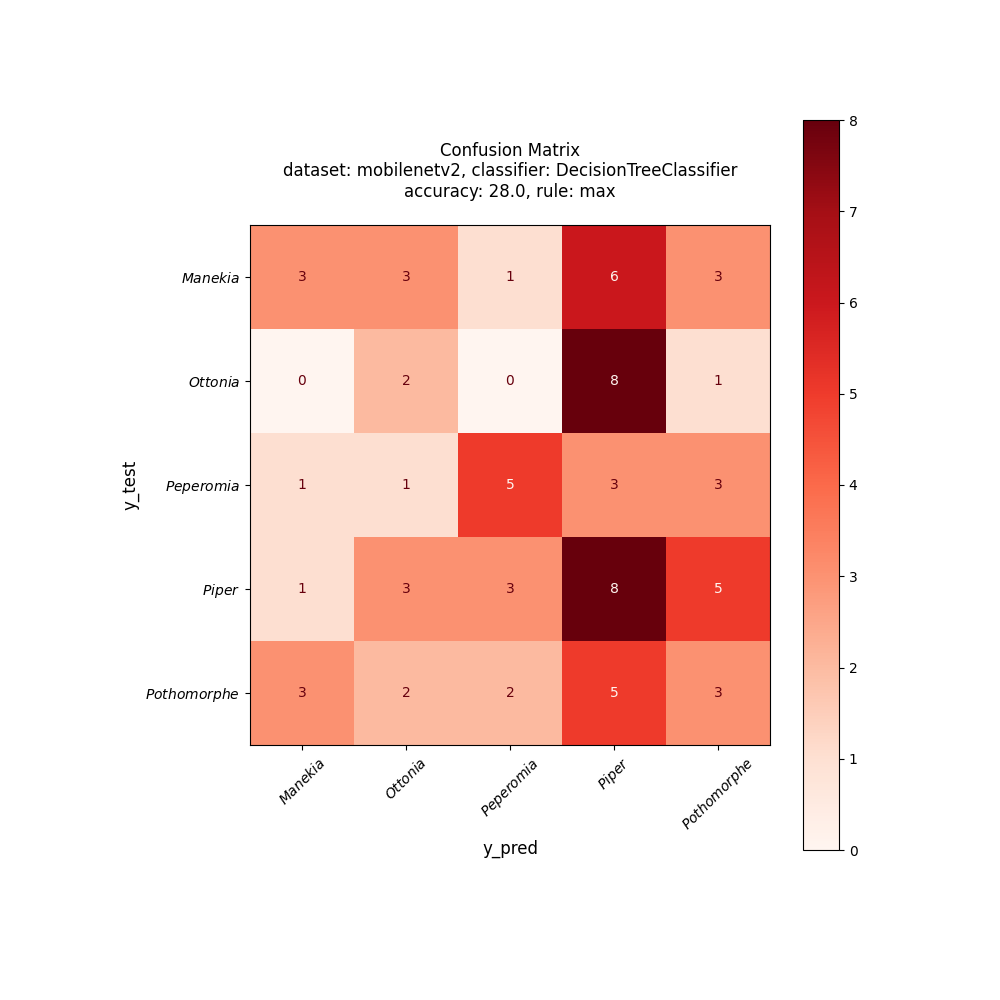 Confusion Matrix
dataset: mobilenetv2, classifier: DecisionTreeClassifier
accuracy: 28.0, rule: max
8
7
6
5
4
3
2
1
0
y_test
Manekia 3 3 1 6 3
Ottonia 0 2 0 8 1
Peperomia 1 1 5 3 3
Piper 1 3 3 8 5
Pothomorphe 3 2 2 5 3
Manekia Ottonia Peperomia Piper Pothomorphe
y_pred